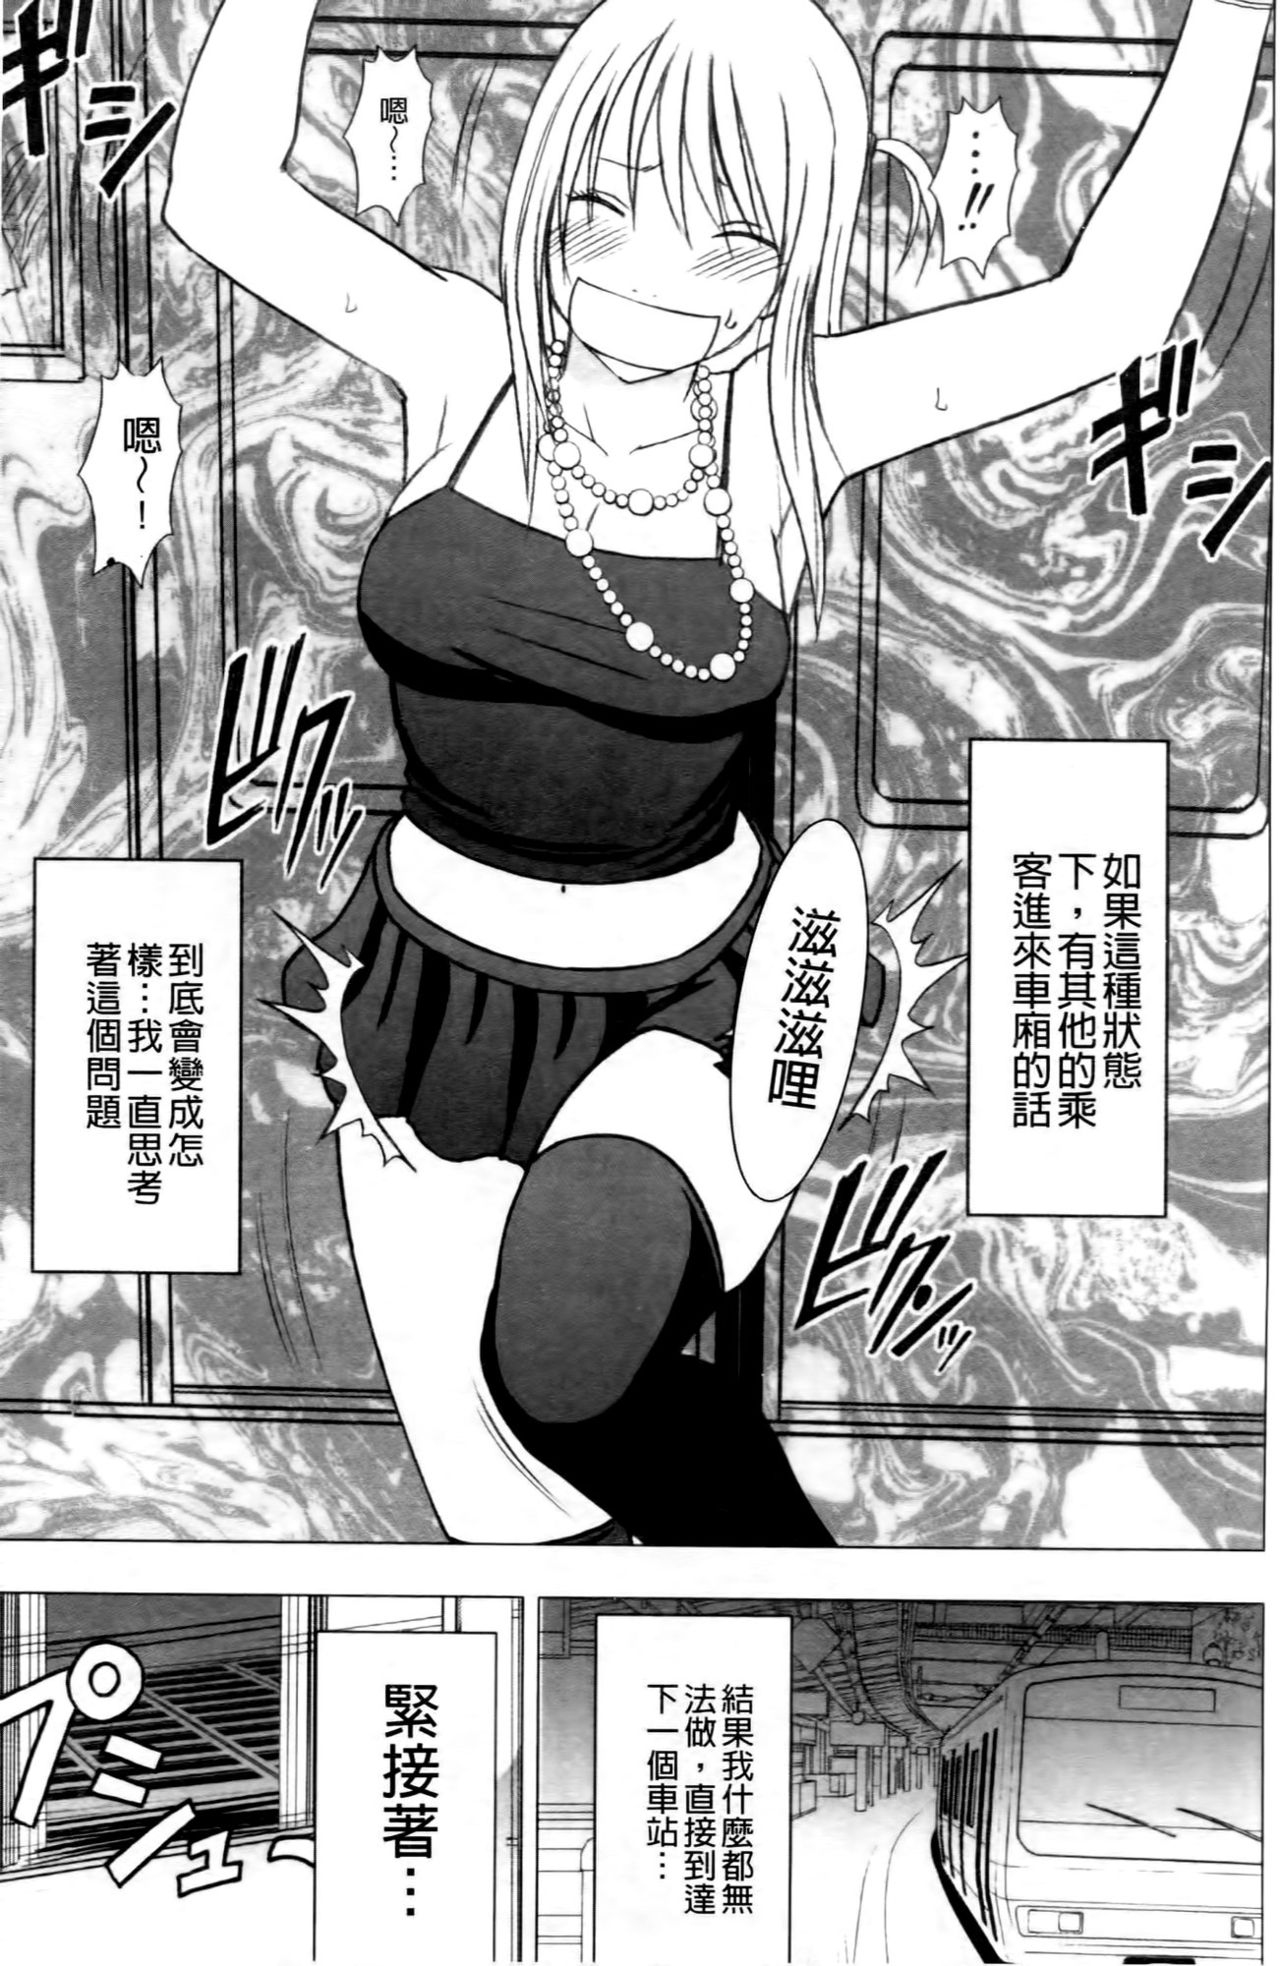 ギシ
…!!
嗯～…
ギシ
嗯～！
ビクッ
滋滋滋哩
ビクンッ
如果這種狀態
下，有其他的乘
客進來車廂的話
到底會變成怎
樣…我一直思考
著這個問題
結果我什麼都無
法做，直接到達
下一個車站…
緊接著…
プシュー